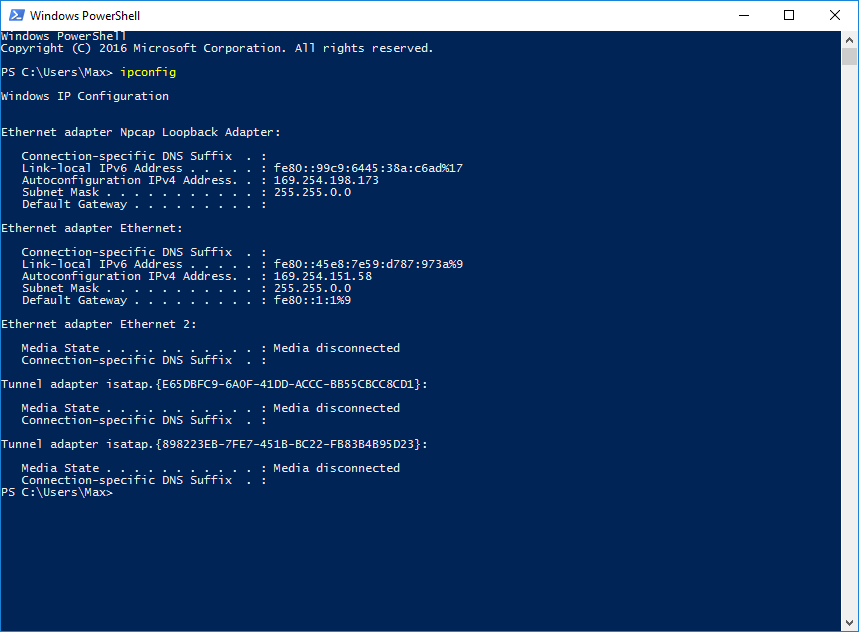 Windows PowerShell
Windows PowerShell
Copyright (C) 2016 Microsoft Corporation. All rights reserved.
PS C:\Users\Max> ipconfig
Windows IP Configuration
Ethernet adapter Npcap Loopback Adapter:
Connection-specific DNS Suffix . :
Link-local IPv6 Address . . . . . : fe80::99c9:6445:38a:c6ad%17
Autoconfiguration IPv4 Address. . : 169.254.198.173
Subnet Mask . . . . . . . . . . . : 255.255.0.0
Default Gateway . . . . . . . . . :
Ethernet adapter Ethernet:
Connection-specific DNS Suffix . :
Link-local IPv6 Address . . . . . : fe80::45e8:7e59:d787:973a%9
Autoconfiguration IPv4 Address. . : 169.254.151.58
Subnet Mask . . . . . . . . . . . : 255.255.0.0
Default Gateway . . . . . . . . . : fe80::1:1%9
Ethernet adapter Ethernet 2:
Media State . . . . . . . . . . . : Media disconnected
Connection-specific DNS Suffix . :
Tunnel adapter isatap.{E65DBFC9-6A0F-41DD-ACCC-BB55CBCC8CD1}:
Media State . . . . . . . . . . . : Media disconnected
Connection-specific DNS Suffix . :
Tunnel adapter isatap.{898223EB-7FE7-451B-BC22-FB83B4B95D23}:
Media State . . . . . . . . . . . : Media disconnected
Connection-specific DNS Suffix . :
PS C:\Users\Max>